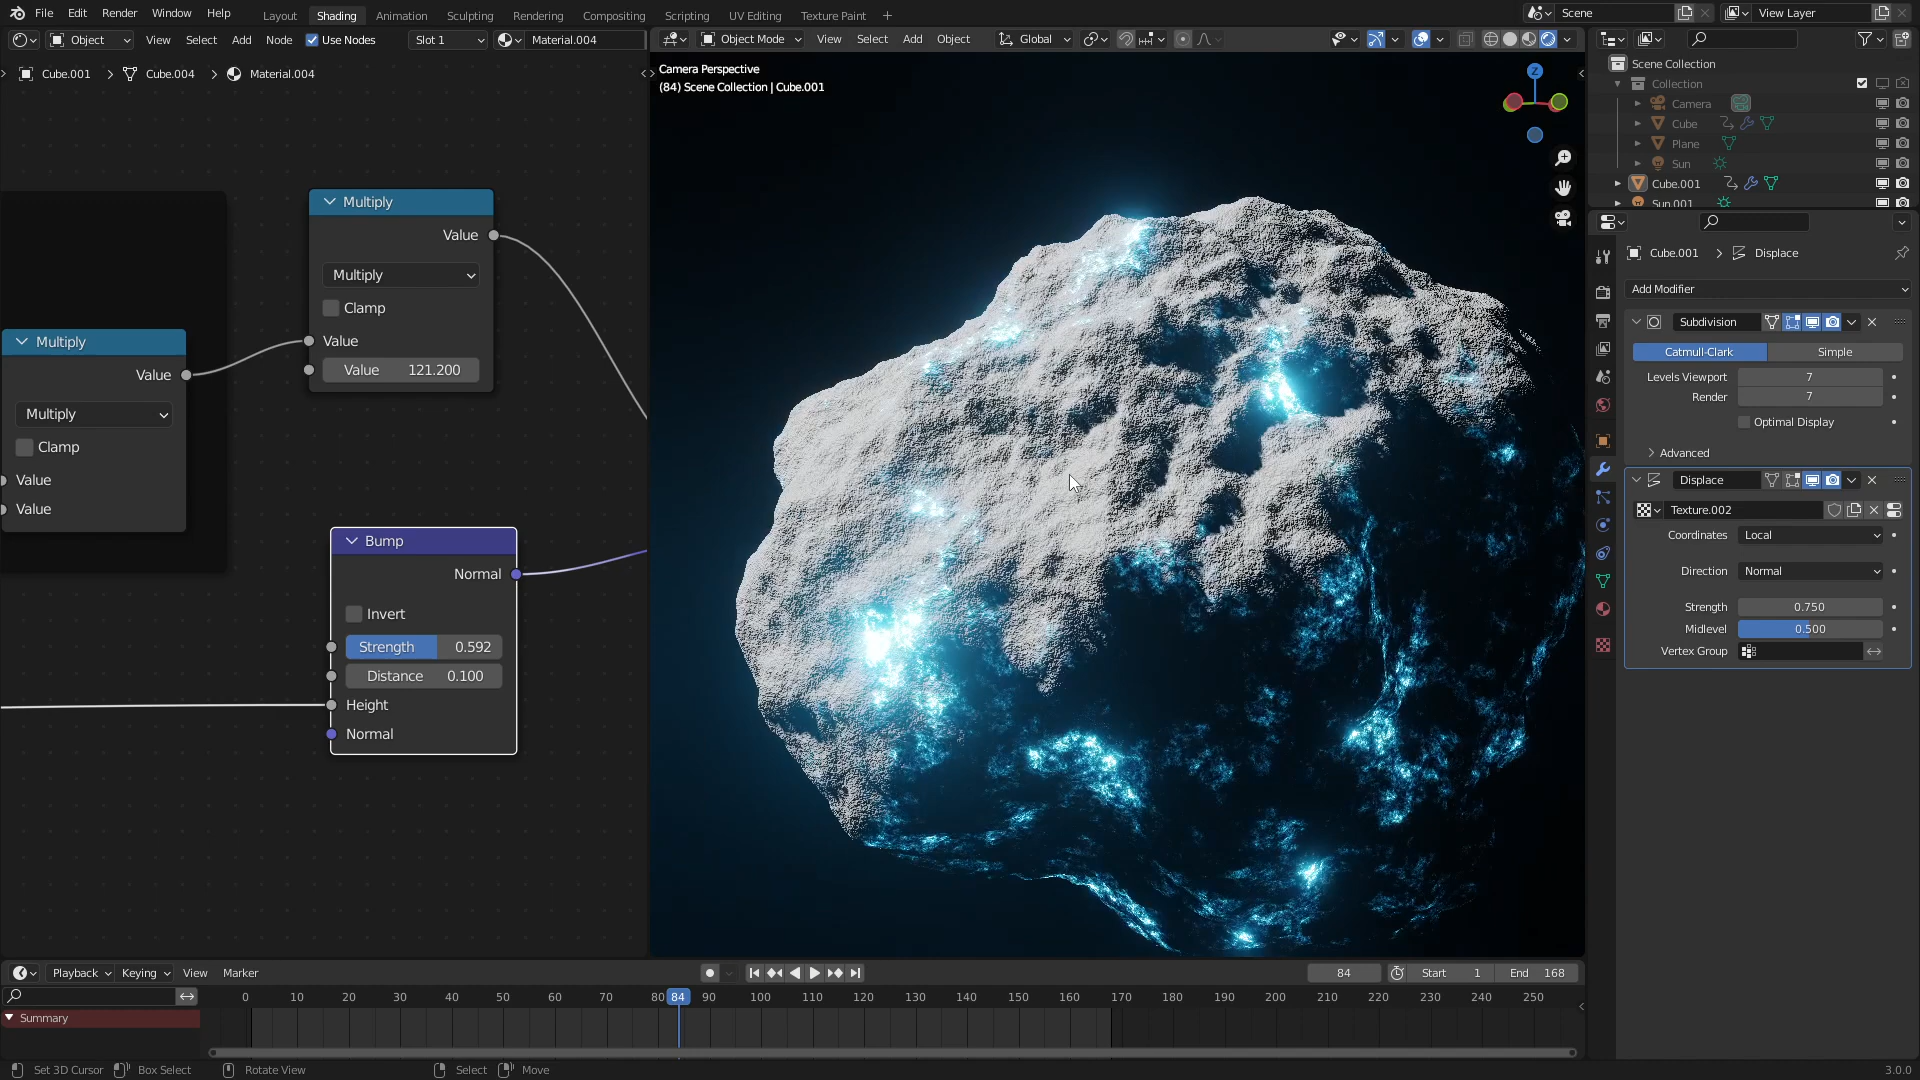 File Edit Render Window Help Layout Shading Animation Sculpting Rendering Compositing Scripting UV Editing Texture Paint + Scene View Layer
Object View Select Add Node Use Nodes Slot 1 Material.004
Object Mode View Select Add Object Global
Cube.001 > Cube.004 > Material.004
Multiply
Value
Multiply
Clamp
Value
Value 121.200
Multiply
Value
Multiply
Clamp
Value
Value
Bump
Normal
Invert
Strength 0.592
Distance 0.100
Height
Normal
Camera Perspective
(84) Scene Collection | Cube.001
Z
Scene Collection
Collection
Camera
Cube
Plane
Sun
Cube.001
Sun.001
Cube.001 > Displace
Add Modifier
Subdivision
Catmull-Clark Simple
Levels Viewport 7
Render 7
Optimal Display
Advanced
Displace
Texture.002
Coordinates Local
Direction Normal
Strength 0.750
Midlevel 0.500
Vertex Group
Playback Keying View Marker 84 Start 1 End 168
0 10 20 30 40 50 60 70 80 84 90 100 110 120 130 140 150 160 170 180 190 200 210 220 230 240 250
Summary
Set 3D Cursor Box Select Rotate View Select Move 3.0.0